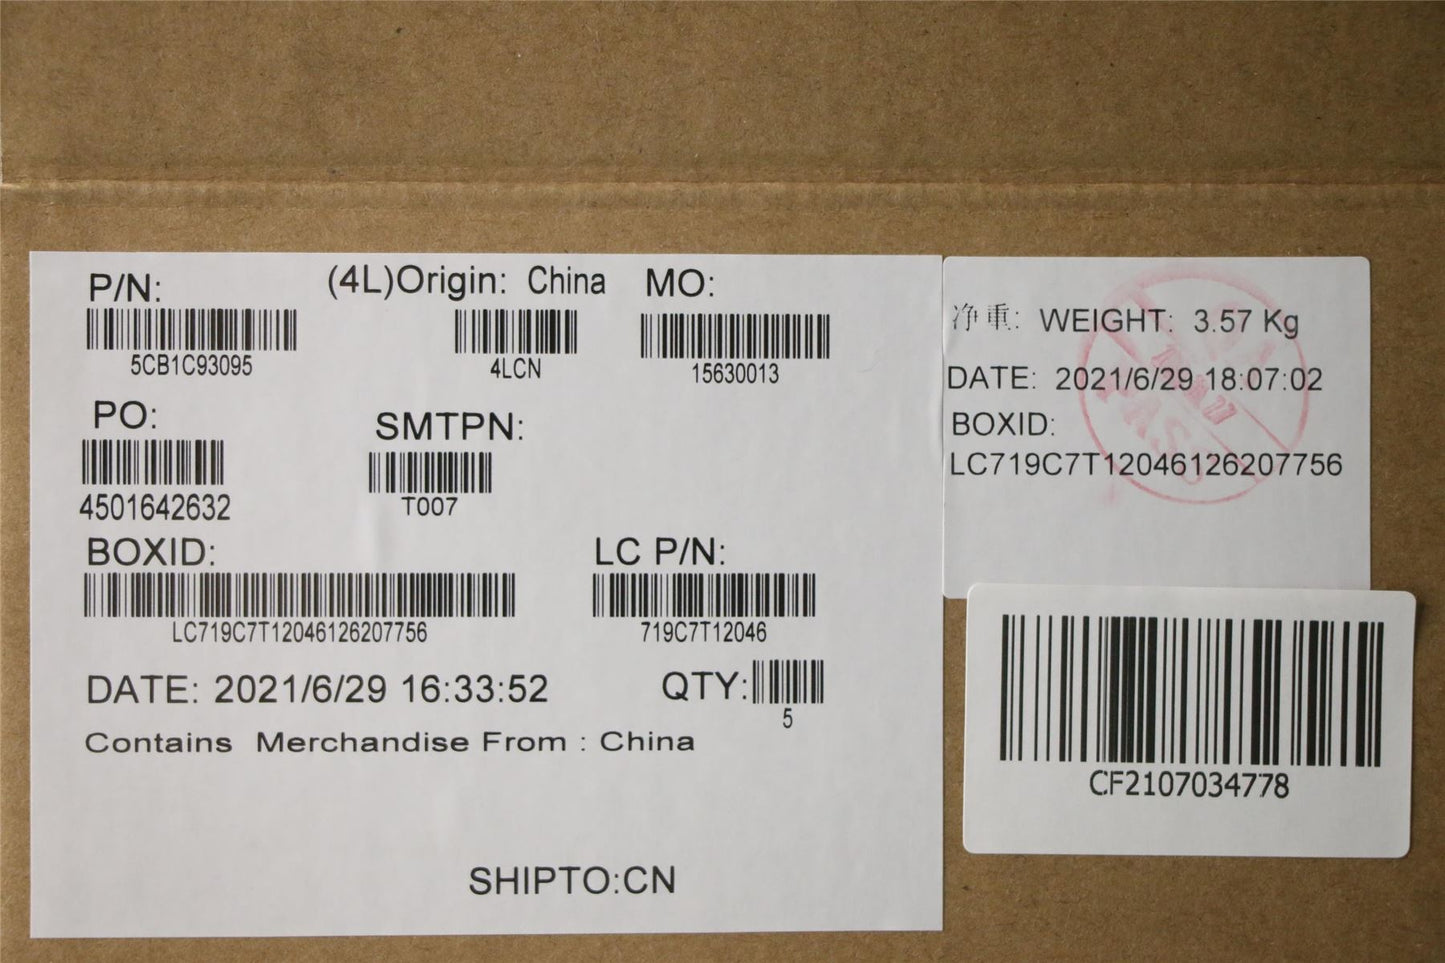 P/N:
5CB1C93095
(4L)Origin: China
4LCN
MO:
15630013
PO:
4501642632
SMTPN:
T007
BOXID:
LC719C7T12046126207756
LC P/N:
719C7T12046
DATE: 2021/6/29 16:33:52
QTY:
5
Contains Merchandise From : China
SHIPTO:CN
净重: WEIGHT: 3.57 Kg
DATE: 2021/6/29 18:07:02
BOXID:
LC719C7T12046126207756
PASS
CF2107034778